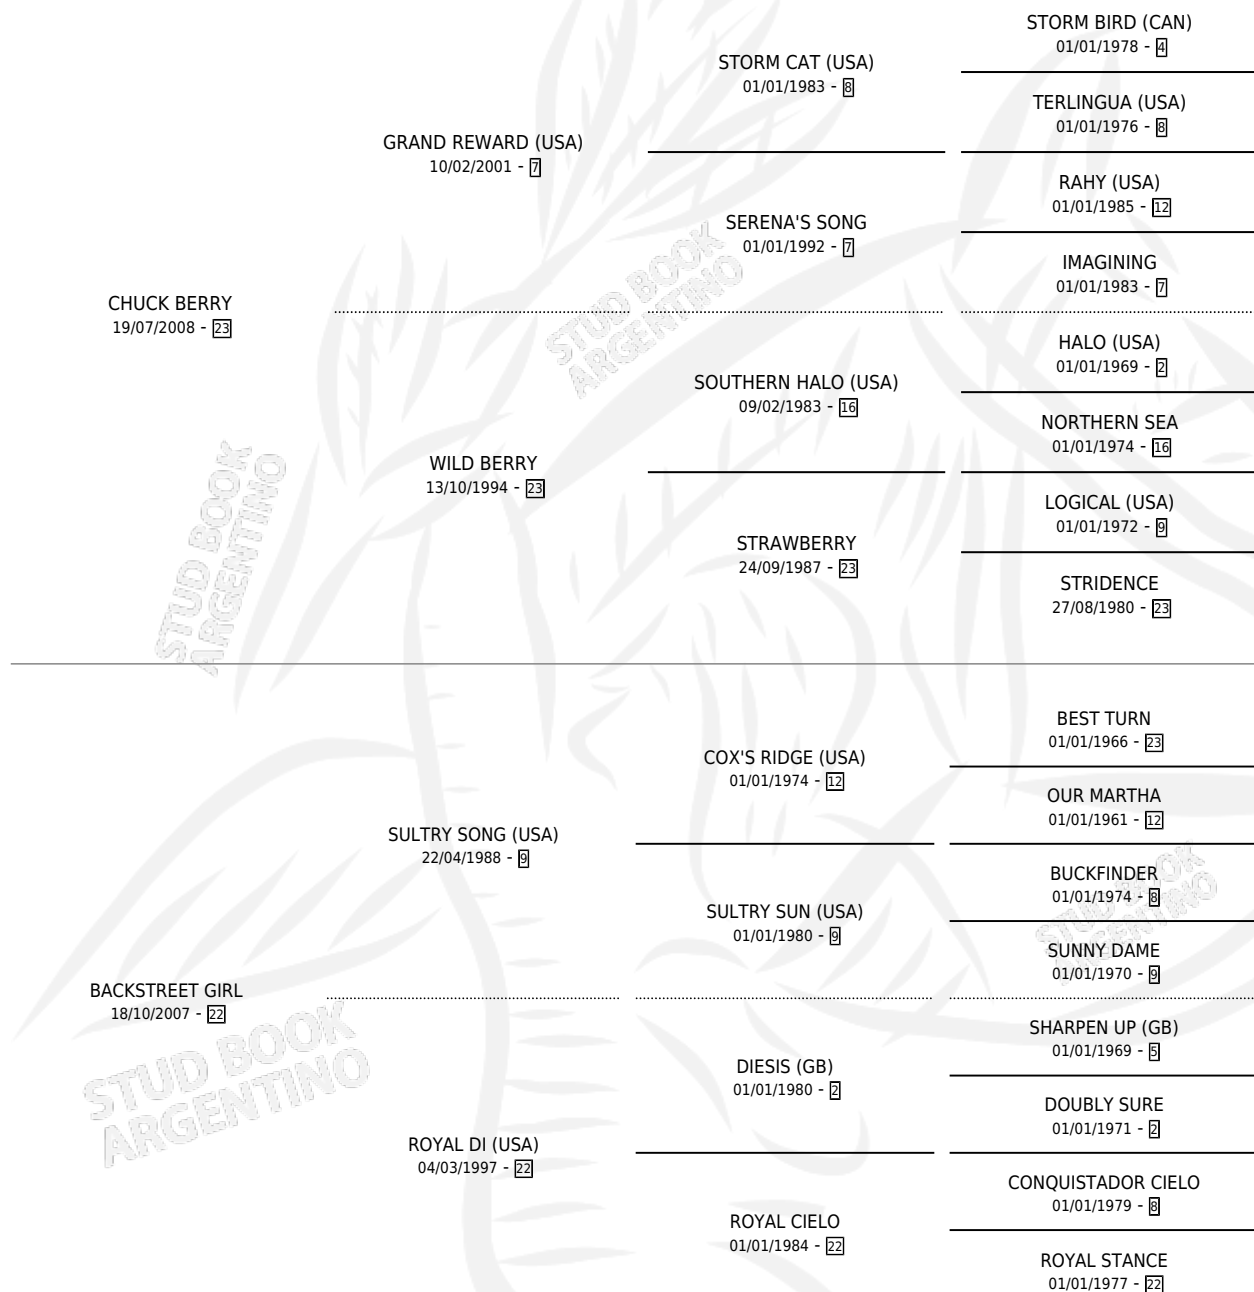 STORM BIRD (CAN)
01/01/1978 - 4
STORM CAT (USA)
01/01/1983 - 8
TERLINGUA (USA)
01/01/1976 - 8
GRAND REWARD (USA)
10/02/2001 - 7
RAHY (USA)
01/01/1985 - 12
SERENA'S SONG
01/01/1992 - 7
IMAGINING
01/01/1983 - 7
CHUCK BERRY
19/07/2008 - 23
HALO (USA)
01/01/1969 - 2
SOUTHERN HALO (USA)
09/02/1983 - 16
NORTHERN SEA
01/01/1974 - 16
WILD BERRY
13/10/1994 - 23
LOGICAL (USA)
01/01/1972 - 9
STRAWBERRY
24/09/1987 - 23
STRIDENCE
27/08/1980 - 23
BEST TURN
01/01/1966 - 23
COX'S RIDGE (USA)
01/01/1974 - 12
OUR MARTHA
01/01/1961 - 12
SULTRY SONG (USA)
22/04/1988 - 9
BUCKFINDER
01/01/1974 - 8
SULTRY SUN (USA)
01/01/1980 - 9
SUNNY DAME
01/01/1970 - 9
BACKSTREET GIRL
18/10/2007 - 22
SHARPEN UP (GB)
01/01/1969 - 5
DIESIS (GB)
01/01/1980 - 2
DOUBLY SURE
01/01/1971 - 2
ROYAL DI (USA)
04/03/1997 - 22
CONQUISTADOR CIELO
01/01/1979 - 8
ROYAL CIELO
01/01/1984 - 22
ROYAL STANCE
01/01/1977 - 22
STUD BOOK
ARGENTINO
STUD BOOK
ARGENTINO
STUD BOOK
ARGENTINO
STUD BOOK
ARGENTINO